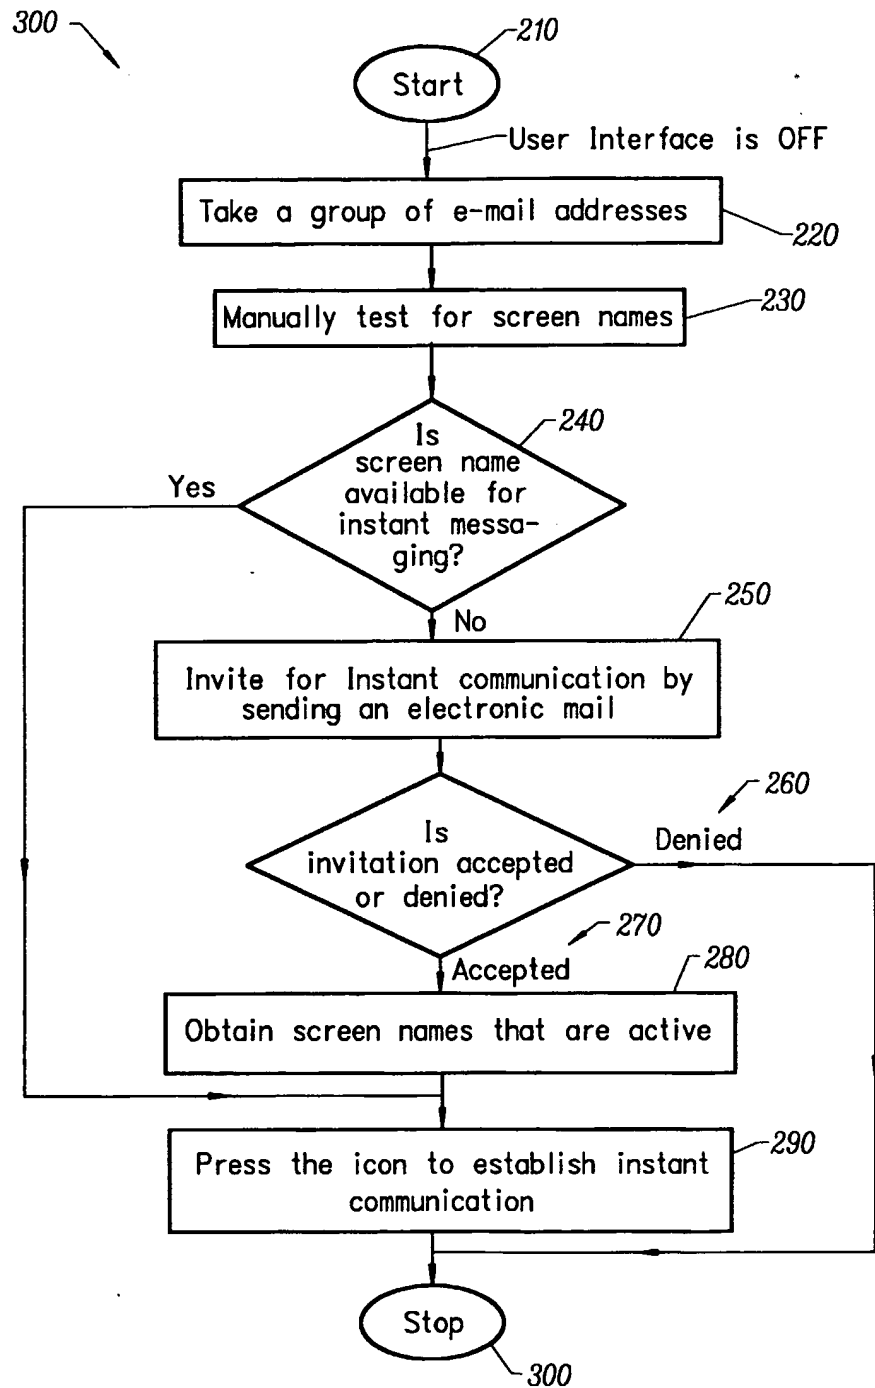 300
210
Start
User Interface is OFF
Take a group of e-mail addresses
220
Manually test for screen names
230
240
Is
screen name
available for
instant messa-
ging?
Yes
No
250
Invite for Instant communication by
sending an electronic mail
260
Is
invitation accepted
or denied?
Denied
270
Accepted
280
Obtain screen names that are active
290
Press the icon to establish instant
communication
Stop
300